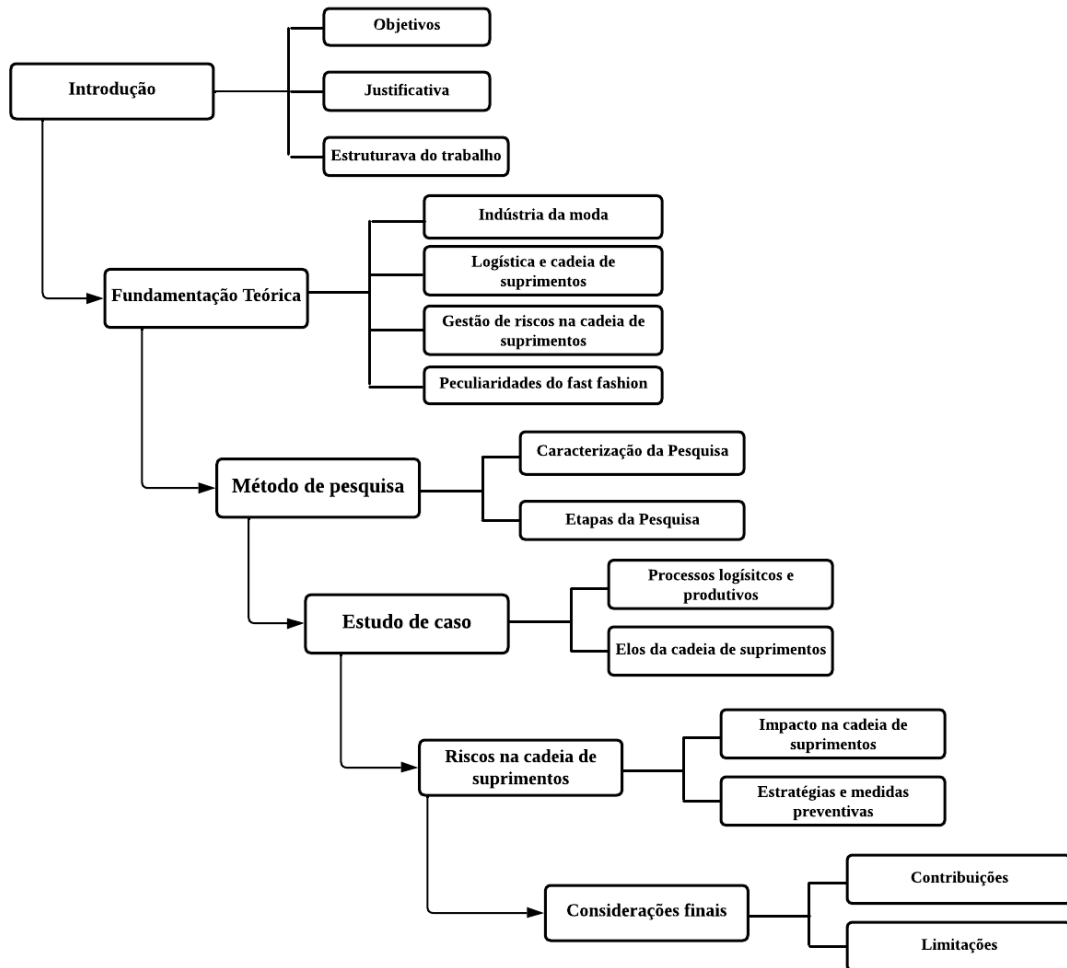 Objetivos
Introdução
Justificativa
Estruturava do trabalho
Indústria da moda
Logística e cadeia de
suprimentos
Fundamentação Teórica
Gestão de riscos na cadeia de
suprimentos
Peculiaridades do fast fashion
Caracterização da Pesquisa
Método de pesquisa
Etapas da Pesquisa
Processos logísitcos e
produtivos
Estudo de caso
Elos da cadeia de suprimentos
Impacto na cadeia de
suprimentos
Riscos na cadeia de
suprimentos
Estratégias e medidas
preventivas
Contribuições
Considerações finais
Limitações